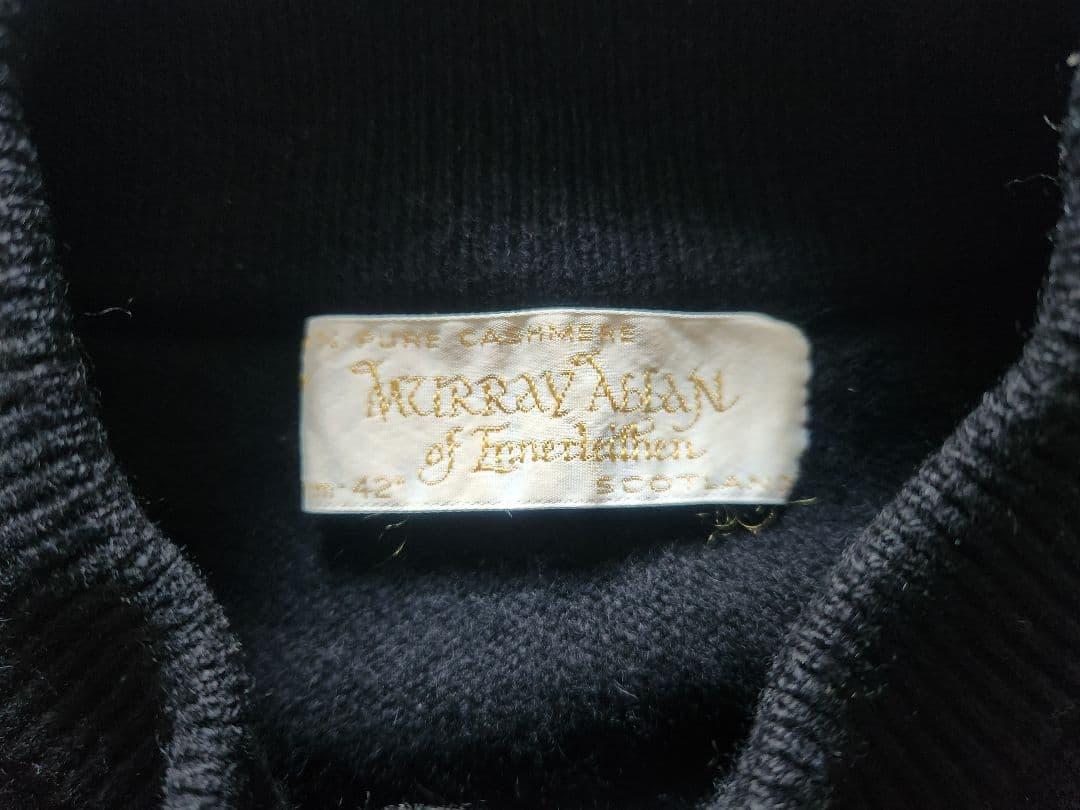 % PURE CASHMERE
MURRAY ALLAN
of Innerleithen
m-42" SCOTLAND